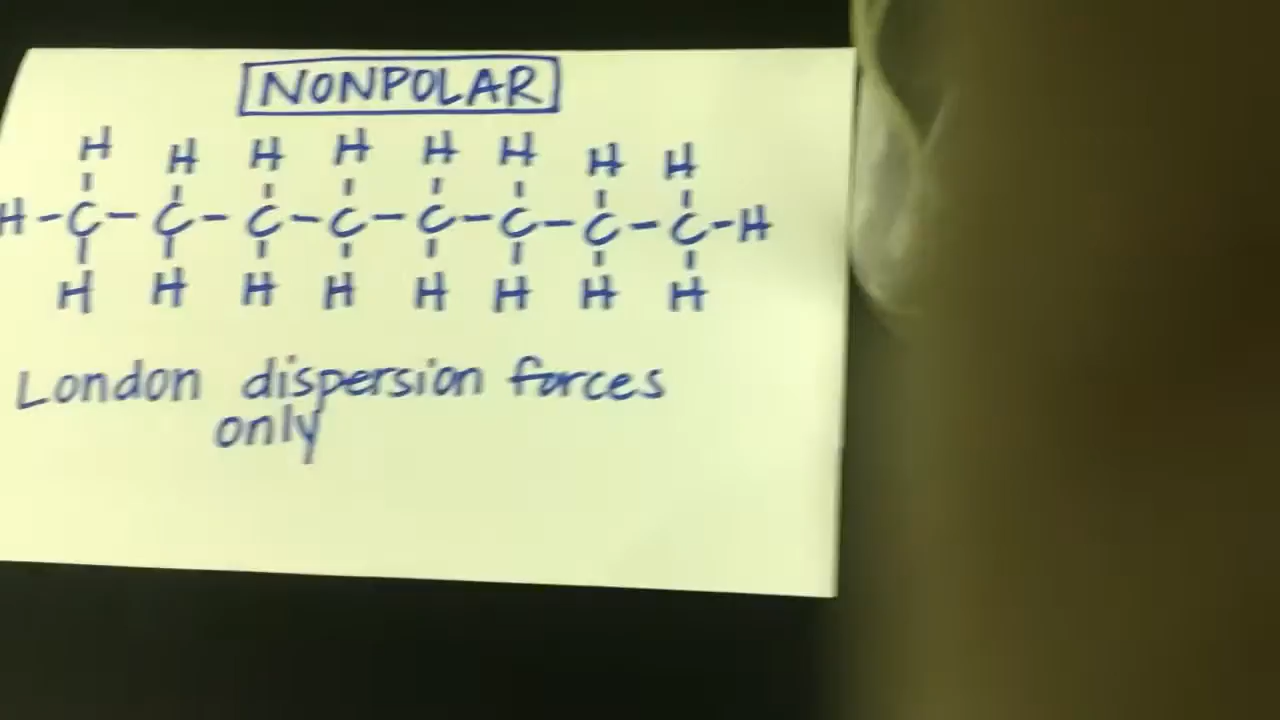 NONPOLAR
H H H H H H H H
H-C-C-C-C-C-C-C-C-H
H H H H H H H H
London dispersion forces
only